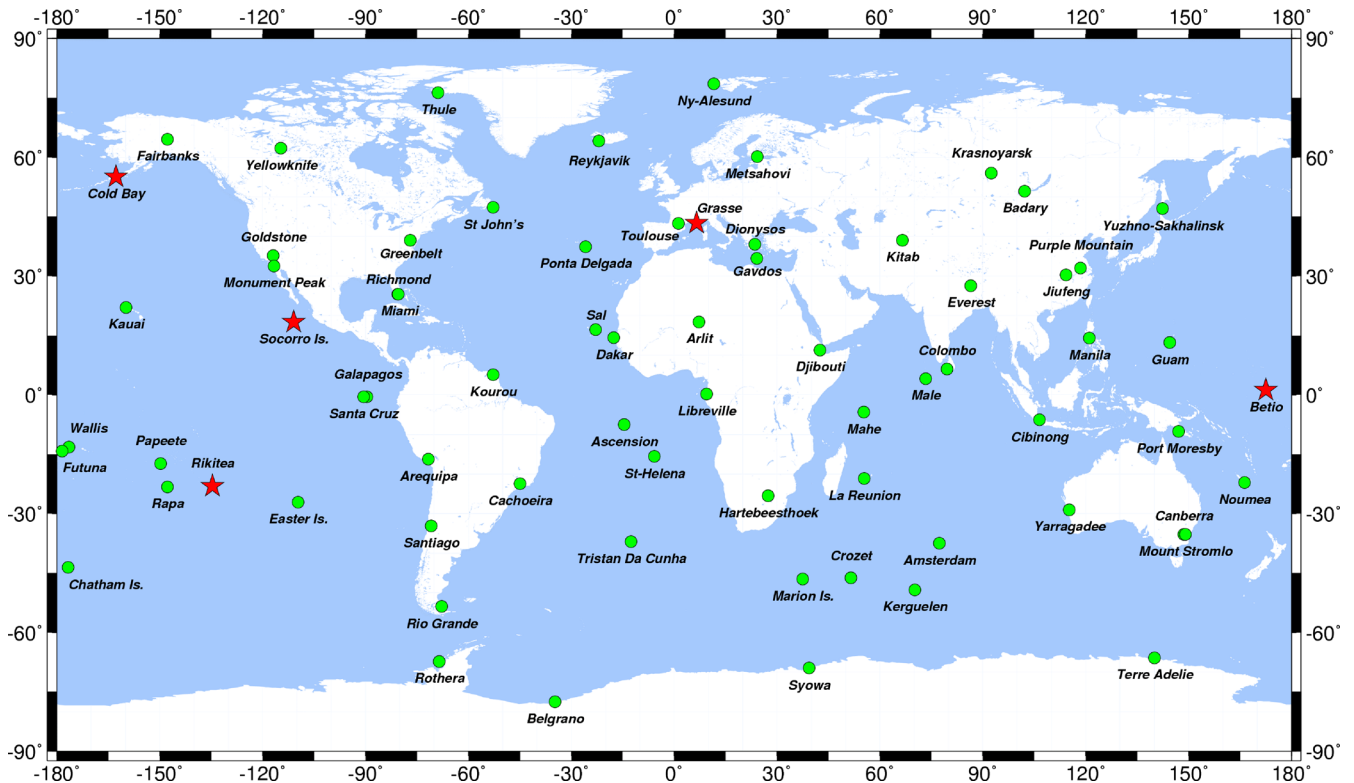 -180° -150° -120° -90° -60° -30° 0° 30° 60° 90° 120° 150° 180°
90° 90°
Ny-Alesund
Thule
Krasnoyarsk
Fairbanks
Reykjavik
60° 60°
Yellowknife
Metsahovi
Cold Bay
Badary
Grasse
St John's
Yuzhno-Sakhalinsk
Dionysos
Toulouse
Goldstone
Purple Mountain
Greenbelt
Kitab
Ponta Delgada
Gavdos
30° 30°
Richmond
Monument Peak
Jiufeng
Everest
Miami
Sal
Kauai
Socorro Is.
Arlit
Colombo
Dakar
Manila
Guam
Djibouti
Galapagos
Kourou
0° 0°
Male
Betio
Santa Cruz
Libreville
Wallis
Mahe
Cibinong
Papeete
Ascension
Port Moresby
Rikitea
Futuna
St-Helena
Arequipa
La Reunion
Noumea
Rapa
Cachoeira
Hartebeesthoek
-30° -30°
Easter Is.
Canberra
Yarragadee
Santiago
Mount Stromlo
Crozet
Tristan Da Cunha
Amsterdam
Chatham Is.
Marion Is.
Kerguelen
Rio Grande
-60° -60°
Terre Adelie
Rothera
Syowa
Belgrano
-90° -90°
-180° -150° -120° -90° -60° -30° 0° 30° 60° 90° 120° 150° 180°